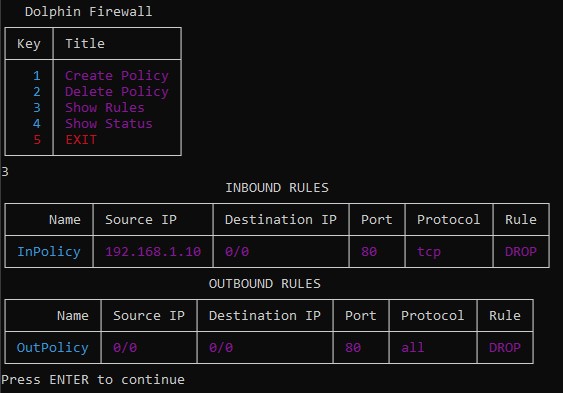 Dolphin Firewall
Key Title
1 Create Policy
2 Delete Policy
3 Show Rules
4 Show Status
5 EXIT
3
INBOUND RULES
Name Source IP Destination IP Port Protocol Rule
InPolicy 192.168.1.10 0/0 80 tcp DROP
OUTBOUND RULES
Name Source IP Destination IP Port Protocol Rule
OutPolicy 0/0 0/0 80 all DROP
Press ENTER to continue